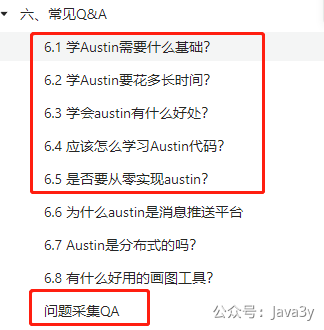 六、常见Q&A
6.1 学Austin需要什么基础？
6.2 学Austin要花多长时间？
6.3 学会austin有什么好处？
6.4 应该怎么学习Austin代码？
6.5 是否要从零实现austin？
6.6 为什么austin是消息推送平台
6.7 Austin是分布式的吗？
6.8 有什么好用的画图工具？
问题采集QA
公众号：Java3y